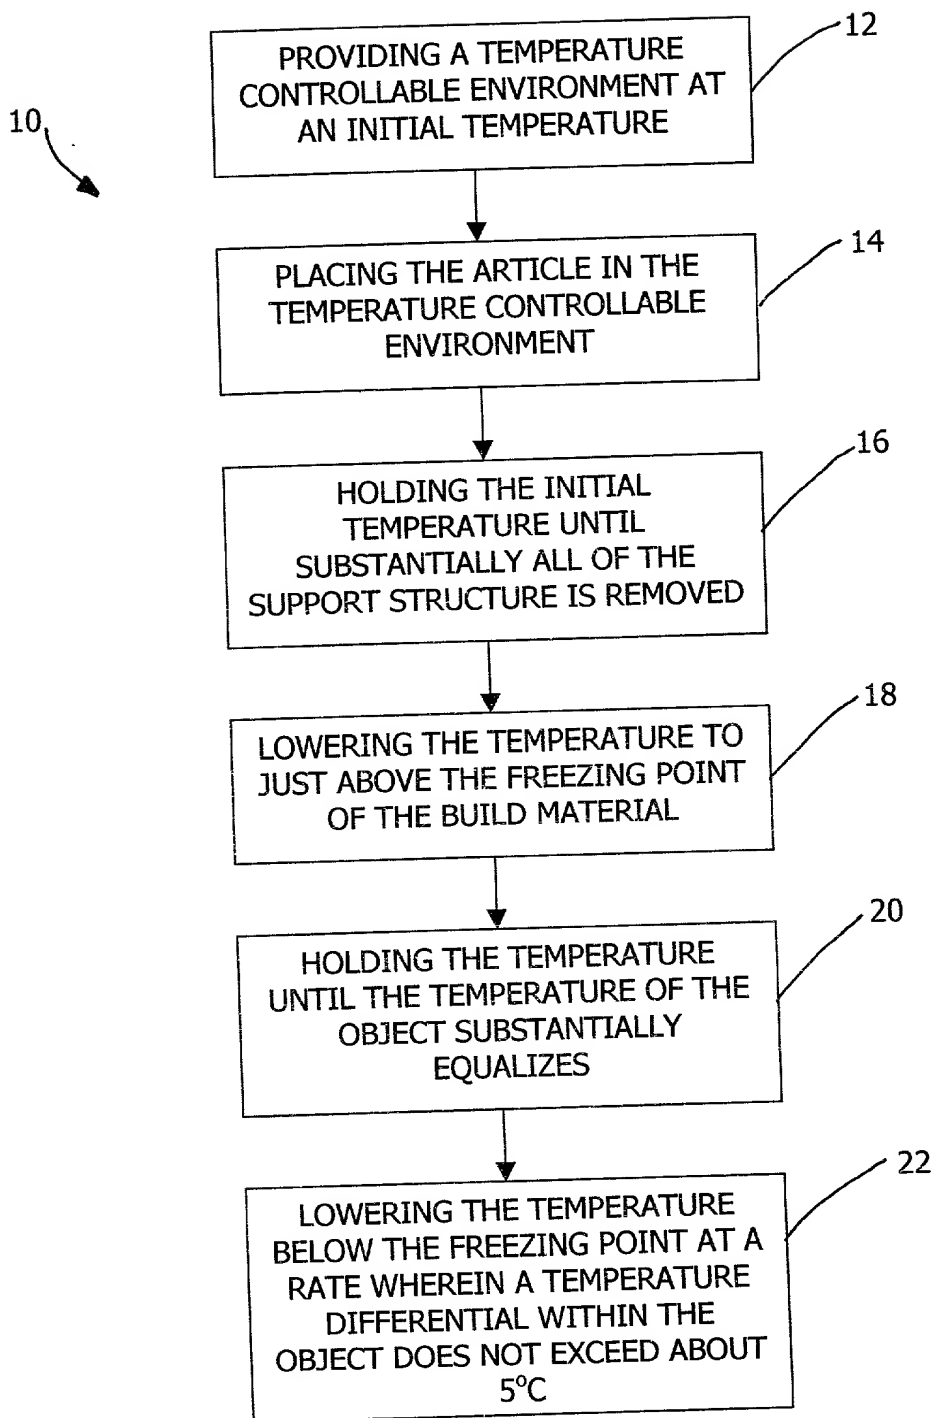 12
PROVIDING A TEMPERATURE
CONTROLLABLE ENVIRONMENT AT
AN INITIAL TEMPERATURE
10
14
PLACING THE ARTICLE IN THE
TEMPERATURE CONTROLLABLE
ENVIRONMENT
16
HOLDING THE INITIAL
TEMPERATURE UNTIL
SUBSTANTIALLY ALL OF THE
SUPPORT STRUCTURE IS REMOVED
18
LOWERING THE TEMPERATURE TO
JUST ABOVE THE FREEZING POINT
OF THE BUILD MATERIAL
20
HOLDING THE TEMPERATURE
UNTIL THE TEMPERATURE OF THE
OBJECT SUBSTANTIALLY
EQUALIZES
22
LOWERING THE TEMPERATURE
BELOW THE FREEZING POINT AT A
RATE WHEREIN A TEMPERATURE
DIFFERENTIAL WITHIN THE
OBJECT DOES NOT EXCEED ABOUT
5°C